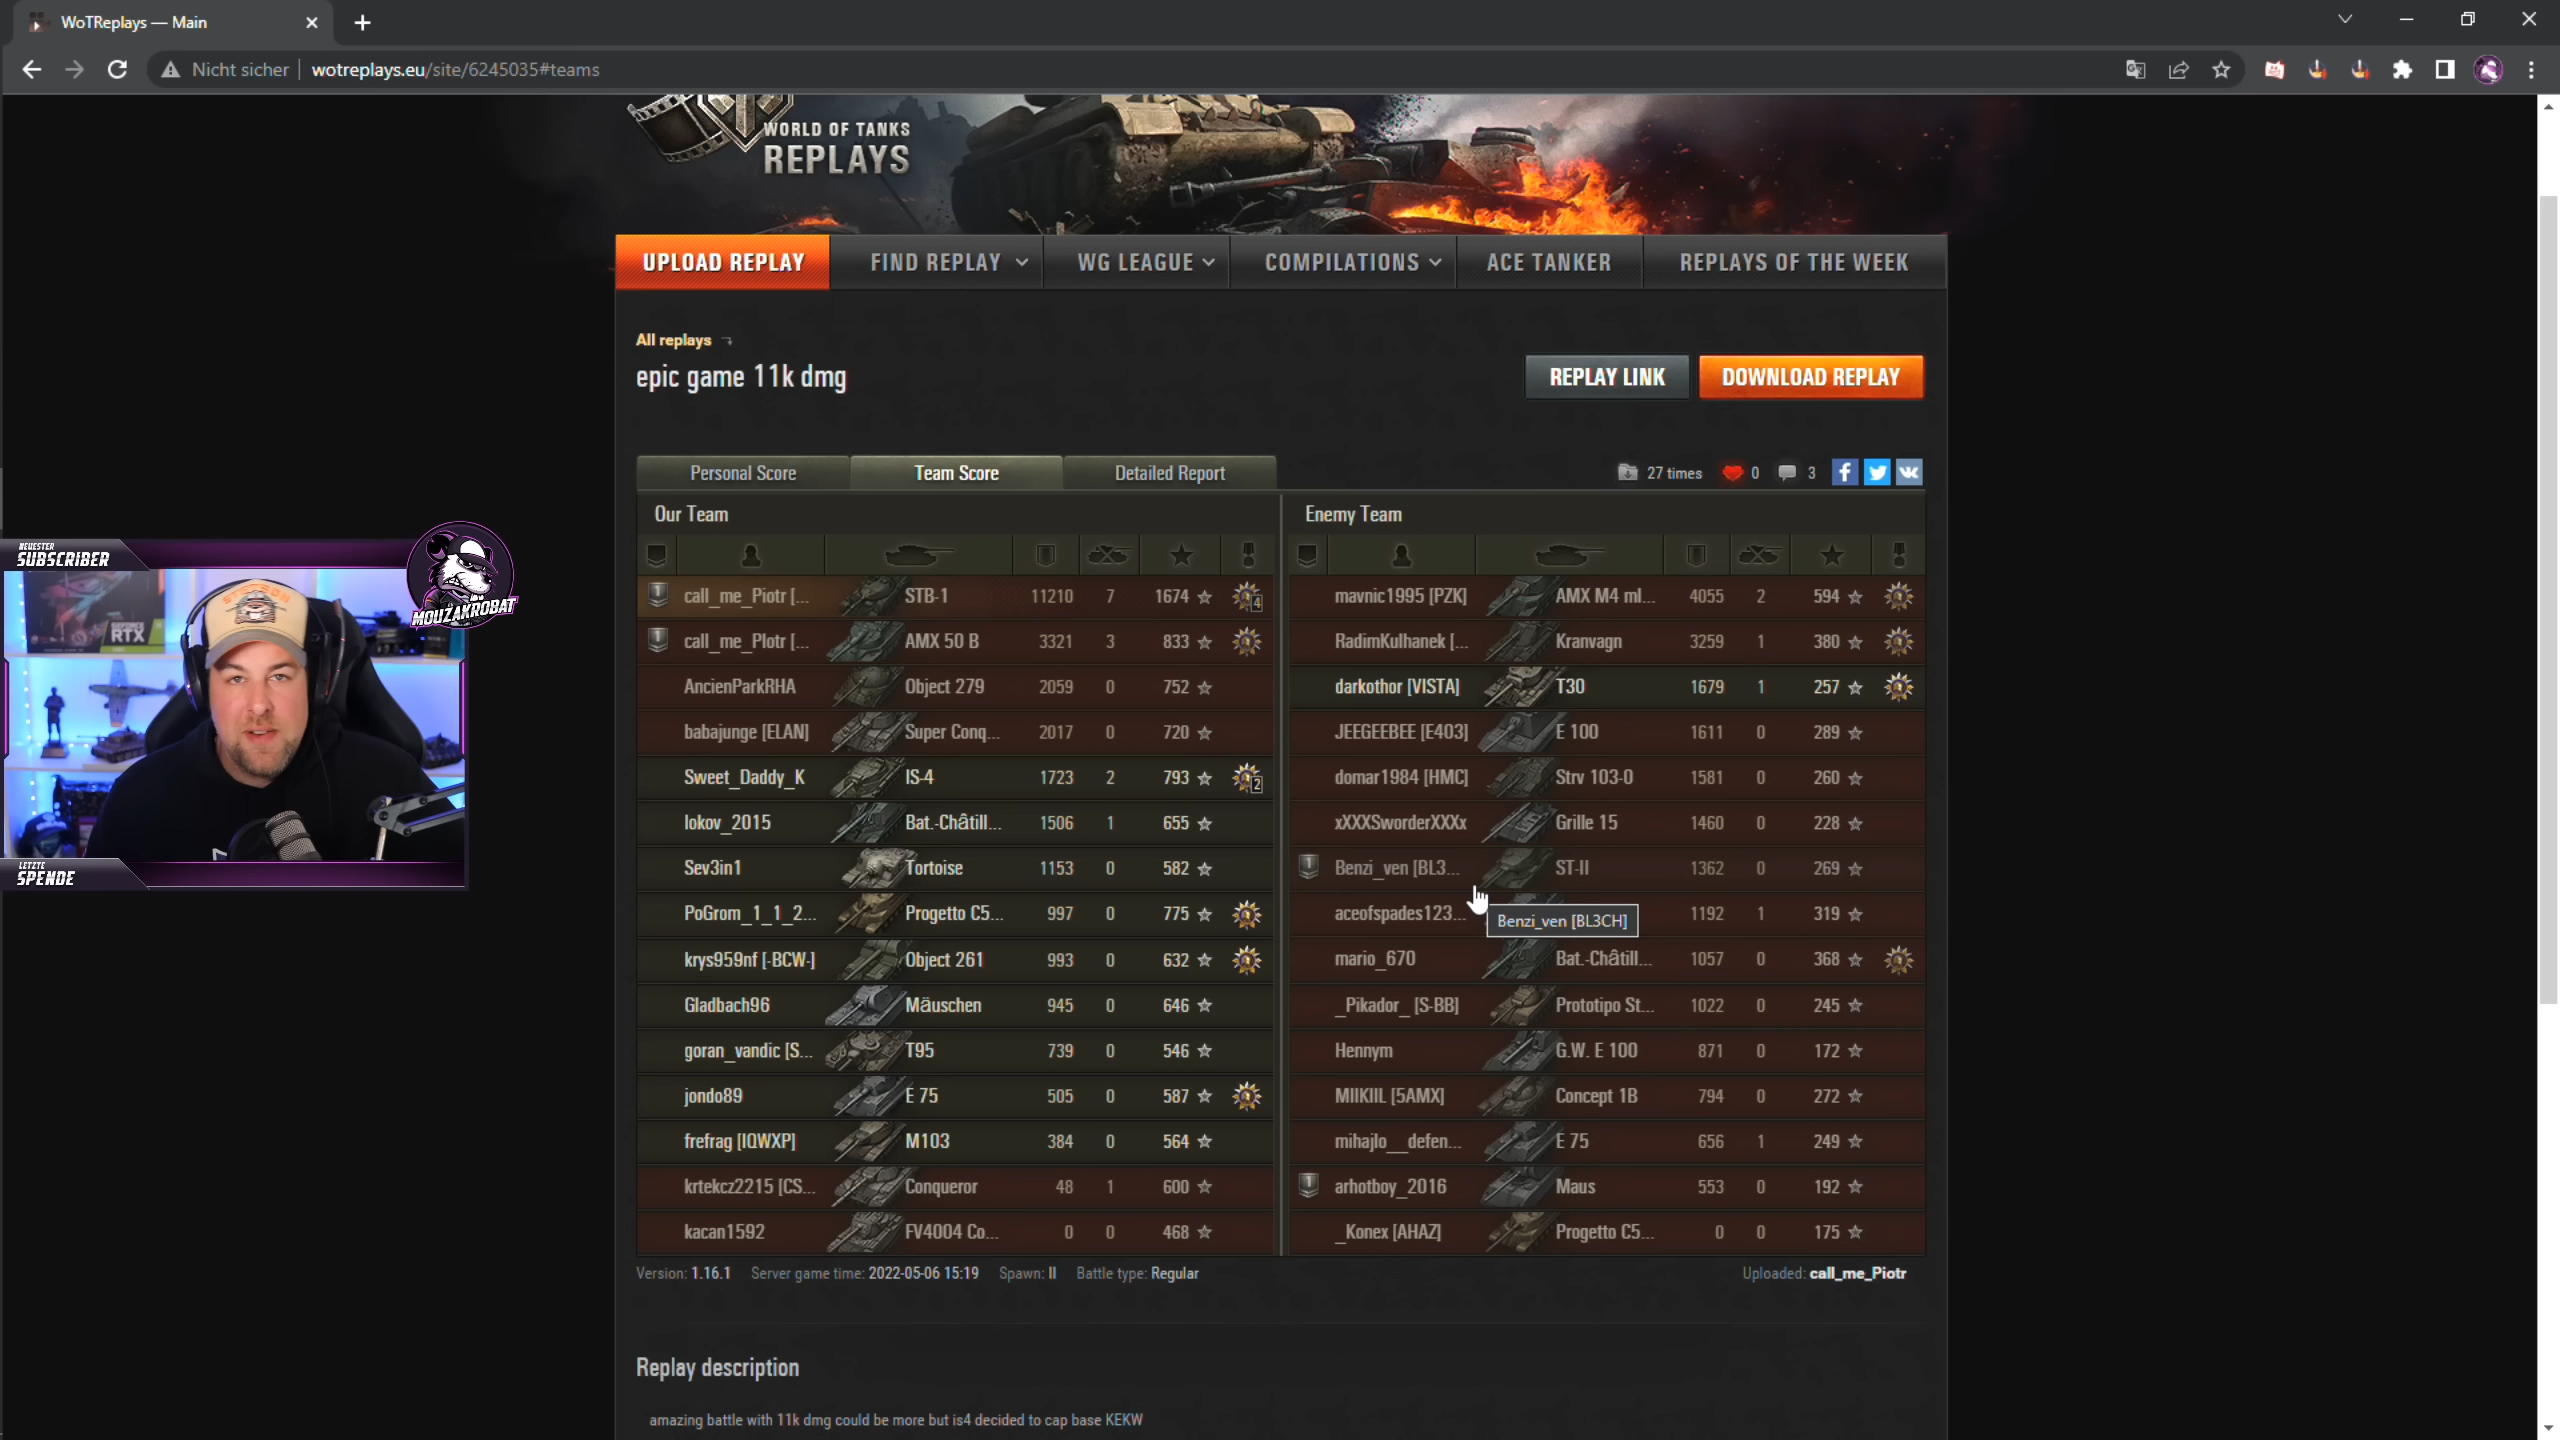 WoTReplays — Main
Nicht sicher
wotreplays.eu/site/6245035#teams
WORLD OF TANKS
REPLAYS
UPLOAD REPLAY
FIND REPLAY
WG LEAGUE
COMPILATIONS
ACE TANKER
REPLAYS OF THE WEEK
All replays
epic game 11k dmg
REPLAY LINK
DOWNLOAD REPLAY
Personal Score
Team Score
Detailed Report
27 times
0
3
Our Team
call_me_Piotr [... STB-1 11210 7 1674 4
call_me_Plotr [... AMX 50 B 3321 3 833
AncienParkRHA Object 279 2059 0 752
babajunge [ELAN] Super Conq... 2017 0 720
Sweet_Daddy_K IS-4 1723 2 793 2
lokov_2015 Bat.-Châtill... 1506 1 655
Sev3in1 Tortoise 1153 0 582
PoGrom_1_1_2... Progetto C5... 997 0 775
krys959nf [-BCW-] Object 261 993 0 632
Gladbach96 Mäuschen 945 0 646
goran_vandic [S... T95 739 0 546
jondo89 E 75 505 0 587
frefrag [IQWXP] M103 384 0 564
krtekcz2215 [CS... Conqueror 48 1 600
kacan1592 FV4004 Co... 0 0 468
Enemy Team
mavnic1995 [PZK] AMX M4 ml... 4055 2 594
RadimKulhanek [... Kranvagn 3259 1 380
darkothor [VISTA] T30 1679 1 257
JEEGEEBEE [E403] E 100 1611 0 289
domar1984 [HMC] Strv 103-0 1581 0 260
xXXXSworderXXXx Grille 15 1460 0 228
Benzi_ven [BL3... ST-II 1362 0 269
aceofspades123... 1192 1 319
Benzi_ven [BL3CH]
mario_670 Bat.-Châtill... 1057 0 368
_Pikador_ [S-BB] Prototipo St... 1022 0 245
Hennym G.W. E 100 871 0 172
MIIKIIL [5AMX] Concept 1B 794 0 272
mihajlo__defen... E 75 656 1 249
arhotboy_2016 Maus 553 0 192
_Konex [AHAZ] Progetto C5... 0 0 175
Version: 1.16.1 Server game time: 2022-05-06 15:19 Spawn: II Battle type: Regular
Uploaded: call_me_Piotr
Replay description
amazing battle with 11k dmg could be more but is4 decided to cap base KEKW
NEUESTER
SUBSCRIBER
MOUZAKROBAT
RTX
LETZTE
SPENDE